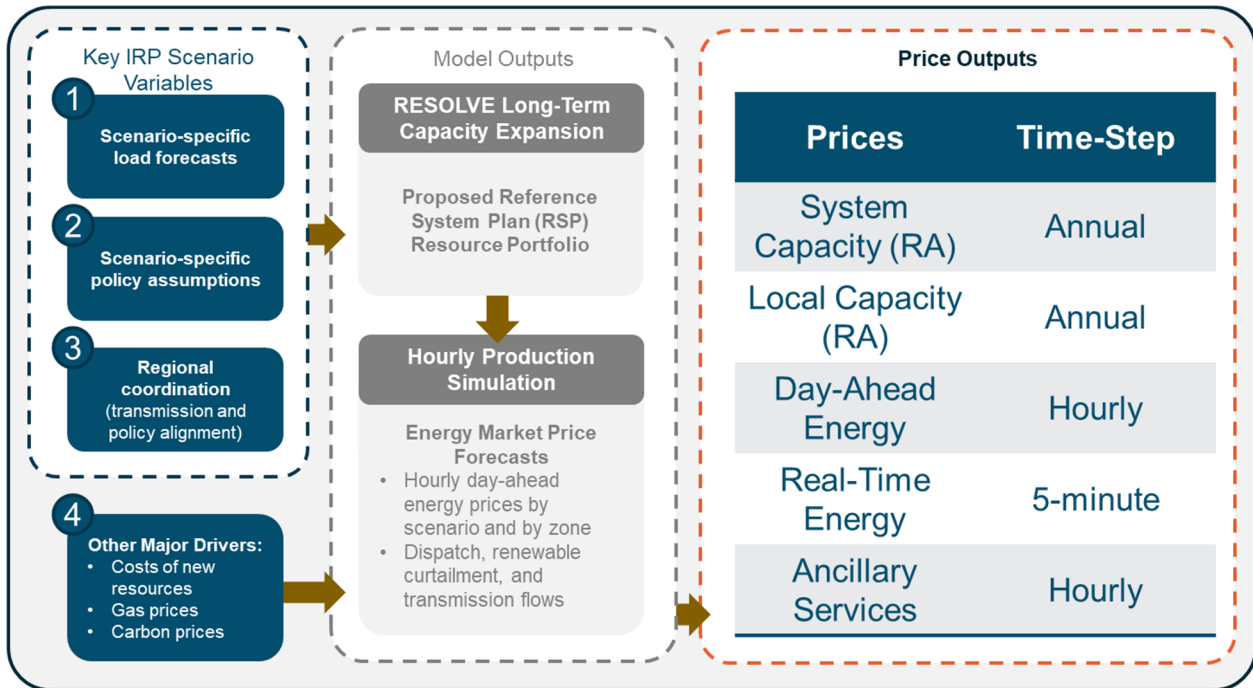 Key IRP Scenario
Variables
1
Scenario-specific
load forecasts
2
Scenario-specific
policy assumptions
3
Regional
coordination
(transmission and
policy alignment)
4
Other Major Drivers:
• Costs of new
resources
• Gas prices
• Carbon prices
Model Outputs
RESOLVE Long-Term
Capacity Expansion
Proposed Reference
System Plan (RSP)
Resource Portfolio
Hourly Production
Simulation
Energy Market Price
Forecasts
• Hourly day-ahead
energy prices by
scenario and by zone
• Dispatch, renewable
curtailment, and
transmission flows
Price Outputs
Prices Time-Step
System
Capacity (RA) Annual
Local Capacity
(RA) Annual
Day-Ahead
Energy Hourly
Real-Time
Energy 5-minute
Ancillary
Services Hourly